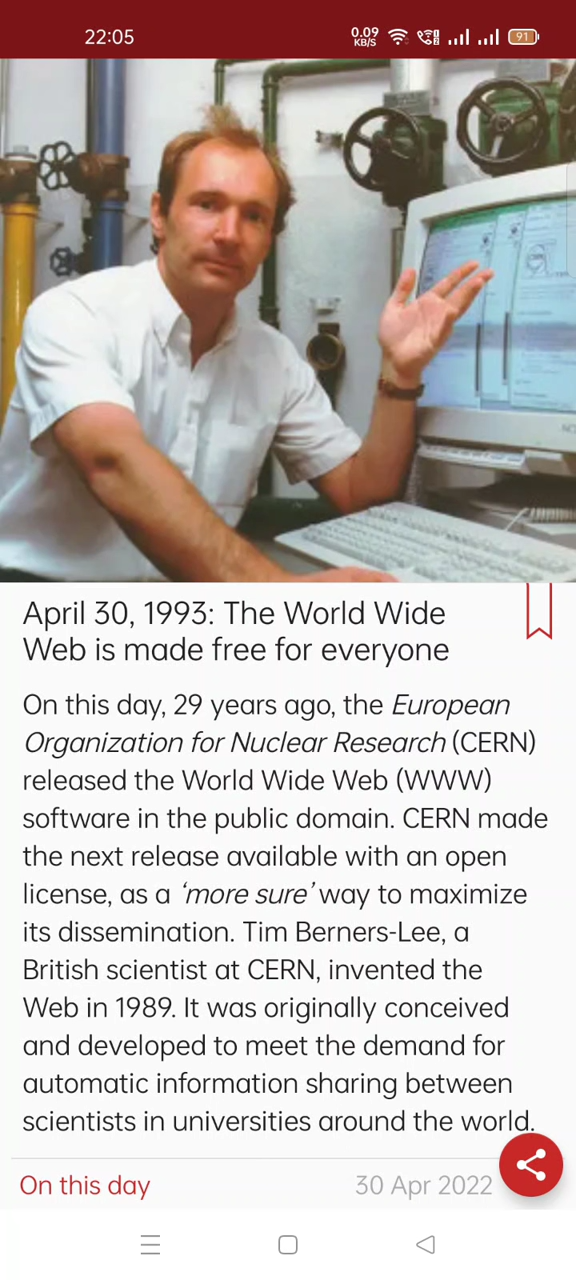 22:05
0.09
KB/S
91
April 30, 1993: The World Wide
Web is made free for everyone
On this day, 29 years ago, the European
Organization for Nuclear Research (CERN)
released the World Wide Web (WWW)
software in the public domain. CERN made
the next release available with an open
license, as a ‘more sure’ way to maximize
its dissemination. Tim Berners-Lee, a
British scientist at CERN, invented the
Web in 1989. It was originally conceived
and developed to meet the demand for
automatic information sharing between
scientists in universities around the world.
On this day
30 Apr 2022